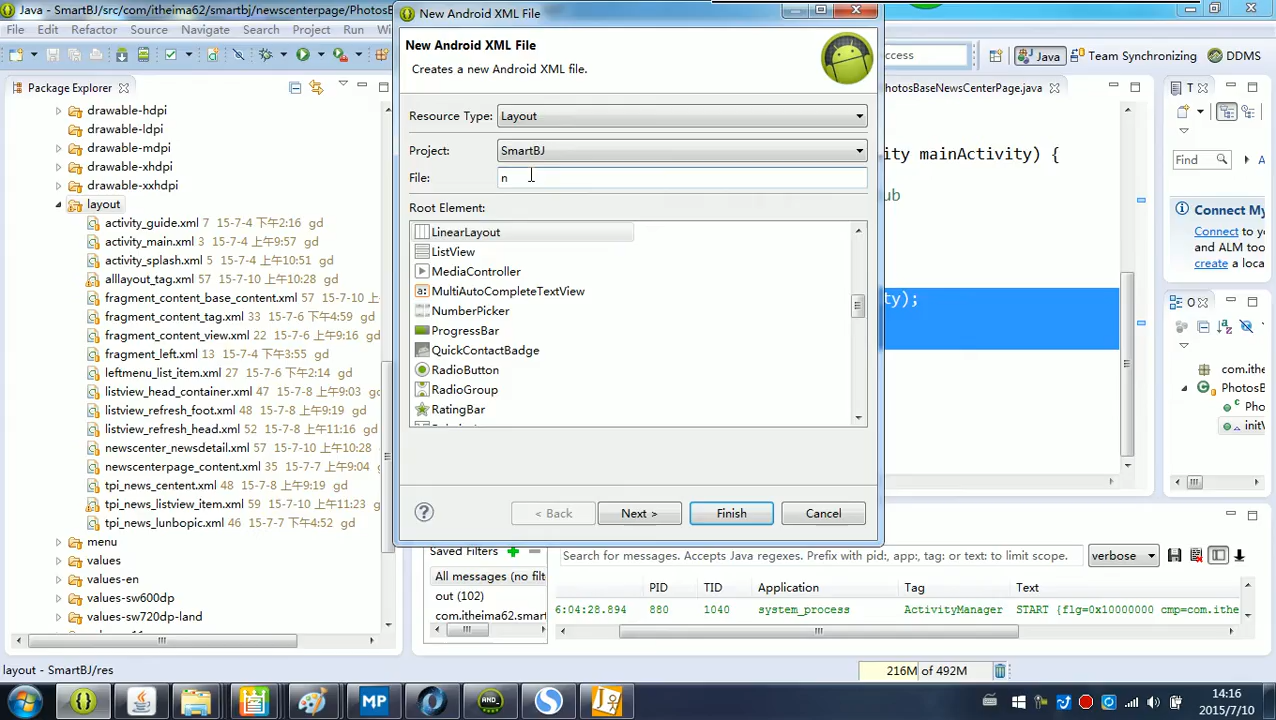 Java - SmartBJ/src/com/itheima62/smartbj/newscenterpage/PhotosB
New Android XML File
File Edit Refactor Source Navigate Search Project Run
New Android XML File
Creates a new Android XML file.
ccess
Java
Team Synchronizing
DDMS
Package Explorer
hotosBaseNewsCenterPage.java
T
drawable-hdpi
drawable-ldpi
drawable-mdpi
drawable-xhdpi
drawable-xxhdpi
layout
activity_guide.xml 7 15-7-4 下午2:16 gd
activity_main.xml 3 15-7-4 上午9:57 gd
activity_splash.xml 5 15-7-4 上午10:51 gd
alllayout_tag.xml 57 15-7-10 上午10:28 gd
fragment_content_base_content.xml 57 15-7-10 上
fragment_content_tag.xml 33 15-7-6 下午4:59 gd
fragment_content_view.xml 22 15-7-6 上午9:16 gd
fragment_left.xml 13 15-7-4 下午3:55 gd
leftmenu_list_item.xml 27 15-7-6 下午2:14 gd
listview_head_container.xml 47 15-7-8 上午9:03 gd
listview_refresh_foot.xml 48 15-7-8 上午9:19 gd
listview_refresh_head.xml 48 15-7-8 上午11:16 gd
newscenter_newsdetail.xml 57 15-7-10 上午10:28
newscenterpage_content.xml 35 15-7-7 上午9:04
tpi_news_content.xml 48 15-7-8 上午9:19 gd
tpi_news_listview_item.xml 59 15-7-10 上午11:23
tpi_news_lunbopic.xml 46 15-7-7 下午4:52 gd
menu
values
values-en
values-sw600dp
values-sw720dp-land
Resource Type: Layout
Project: SmartBJ
File: n
Root Element:
LinearLayout
ListView
MediaController
MultiAutoCompleteTextView
NumberPicker
ProgressBar
QuickContactBadge
RadioButton
RadioGroup
RatingBar
< Back Next > Finish Cancel
ity mainActivity) {
ub
ty);
Find
A
Connect My
Connect to yo
and ALM tool
create a loca
O
com.ithe
PhotosB
Pho
initV
Saved Filters
All messages (no filt
out (102)
com.itheima62.smart
Search for messages. Accepts Java regexes. Prefix with pid:, app:, tag: or text: to limit scope.
verbose
PID TID Application Tag Text
6:04:28.894 880 1040 system_process ActivityManager START {flg=0x10000000 cmp=com.ithe
layout - SmartBJ/res
216M of 492M
MP
AND_
14:16
2015/7/10